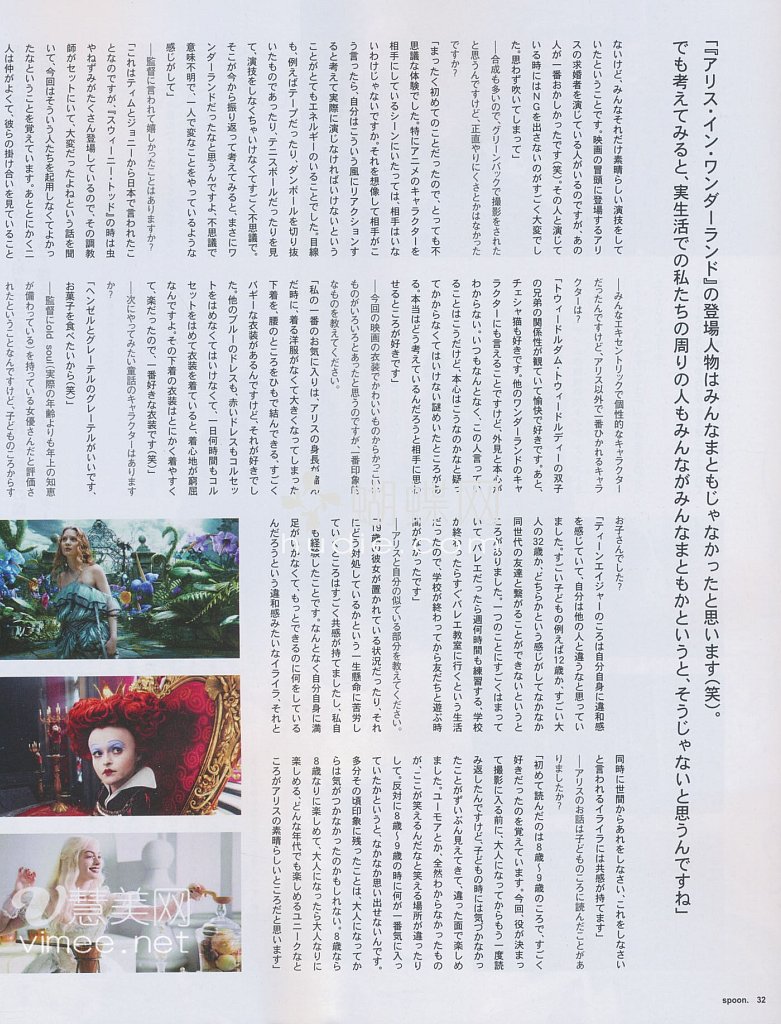 「『アリス・イン・ワンダーランド』の登場人物はみんなまともじゃなかったと思います(笑)。
でも考えてみると、実生活での私たちの周りの人もみんながみんなまともかというと、そうじゃないと思うんですね」
ないけど、みんなそれだけ素晴らしい演技をして
いたということです。映画の冒頭に登場するアリ
スの求婚者を演じている人がいるのですが、あの
人が一番おかしかったです(笑)その人と演じて
いる時にはNGを出さないのがすごく大変でし
た。思わず吹いてしまって」
―合成も多いので、グリーンバックで撮影をされた
と思うんですけど、正直やりにくさとかはなかった
ですか?
「まったく初めてのことだったので、とっても不
思議な体験でした。特にアニメのキャラクターを
相手にしているシーンにいたっては、相手はいな
いわけじゃないですか。それを想像して相手がこ
う言ったら、自分はこういう風にリアクションす
ると考えて実際に演じなければいけないという
ことがとてもエネルギーのいることでした。目線
も、例えばテープだったり、ダンボールを切り抜
いたものであったり、テニスボールだったりを見
て、演技をしなくちゃいけなくてすごく不思議で。
そこが今から振り返って考えてみると、まさにワ
ンダーランドだったなと思うんですよ、不思議で
意味不明で、一人で変なことをやっているような
感じがして」
―監督に言われて嬉しかったことはありますか?
「これはティムとジョニーから日本で言われたこ
となのですが、『スウィーニー・トッド』の時は虫
やねずみがたくさん登場しているので、その調教
師がセットにいて、大変だったよねという話を聞
いて、今回はそういう人たちを起用しなくてよかっ
たなということを覚えています。あととにかく二
人は仲がよくて、彼らの掛け合いを見ていること
―みんなエキセントリックで個性的なキャラクター
だったんですけど、アリス以外で一番ひかれるキャラ
クターは?
「トウィードルダム・トウィードルディーの双子
の兄弟の関係性が観ていて愉快で好きです。あと、
チェシャ猫も好きです。他のワンダーランドのキャ
ラクターにも言えることですけど、外見と本心が
わからない。いつもなんとなく、この人言ってい
ることはこうだけど、本心はこうなのかなと疑っ
てかからなくてはいけない謎めいたところがあ
る。本当はどう考えているんだろうと相手に思わ
せるところが好きです」
―今回の映画の衣装でかわいいものからかっこいい
ものがいろいろとあったと思うのですが、一番印象的
なものを教えてください。
「私の一番のお気に入りは、アリスの身長が縮ん
だ時に、着る洋服がなくて大きくなってしまった
下着を、腰のところをひもで結んできる、すごく
バギーな衣装があるんですけど、それが好きでし
た。他のブルーのドレスも、赤いドレスもコルセッ
トをはめなくてはいけなくて、一日何時間もコル
セットをはめて衣装を着ていると、着心地が窮屈
なんですよ。その下着の衣装はとにかく着やすく
て、楽だったので、一番好きな衣装です(笑)」
―次にやってみたい童話のキャラクターはあります
か?
「ヘンゼルとグレーテルのグレーテルがいいです、
お菓子を食べたいから(笑)」
―監督にold soul(実際の年齢よりも年上の知恵
が備わっている)を持っている女優さんだと評価さ
れたということなんですけど、子どものころからす
お子さんでした?
「ティーンエイジャーのころは自分自身に違和感
を感じていて、自分は他の人と違うなと思ってい
ました。すごい子どもの例えば12歳か、すごい大
人の32歳か、どちらかという感じがしてなかなか
同世代の友達と繋がることができないというと
ころがありました。一つのことにすごくはまって
いて、バレエだったら週何時間も練習する、学校
が終わったらすぐバレエ教室に行くという生活
だったので、学校が終わってから友だちと遊ぶ時
間がなかったです」
―アリスと自分の似ている部分を教えてください。
「19歳の彼女が置かれている状況だったり、それ
にどう対処しているかという一生懸命に苦労し
ていくところはすごく共感が持てましたし、私自
も経験したことです。なんとなく自分自身に満
足がいかなくて、もっとできるのに何をしている
んだろうという違和感みたいなイライラ、それと
同時に世間からあれをしなさい、これをしなさい
と言われるイライラには共感が持てます」
―アリスのお話は子どものころに読んだことがあ
りましたか?
「初めて読んだのは8歳〜9歳のころで、すごく
好きだったのを覚えています。今回、役が決まっ
て撮影に入る前に、大人になってからもう一度読
み返したんですけど、子どもの時には気づかなかっ
たことがずいぶん見えてきて、違った面で楽しめ
ました。ユーモアとか、全然わからなかったもの
が、ここが笑えるんだなと笑える場所が違ったり
して。反対に8歳〜9歳の時に何が一番気に入っ
ていたかというと、なかなか思い出せないんです。
多分その頃印象に残ったことは、大人になってか
らは気がつかなかったのかもしれない。8歳なら
8歳なりに楽しめて、大人になったら大人なりに
楽しめる、どんな年代でも楽しめるユニークなと
ころがアリスの素晴らしいところだと思います」
慧美网
vimee.net
spoon. 32